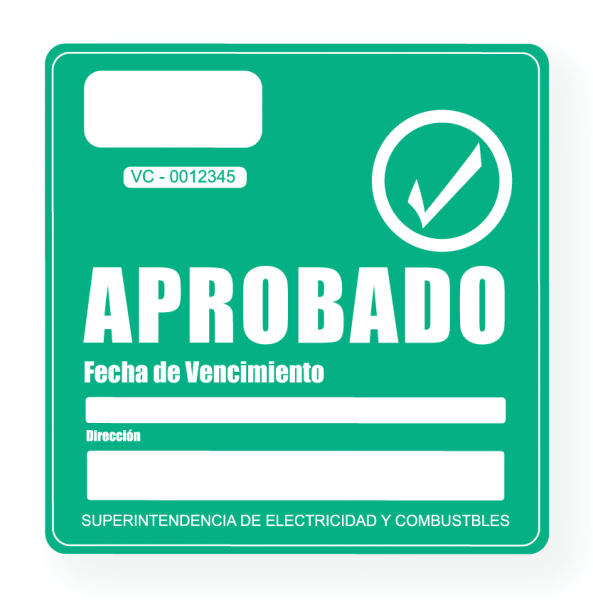 VC - 0012345
APROBADO
Fecha de Vencimiento
Dirección
SUPERINTENDENCIA DE ELECTRICIDAD Y COMBUSTBLES